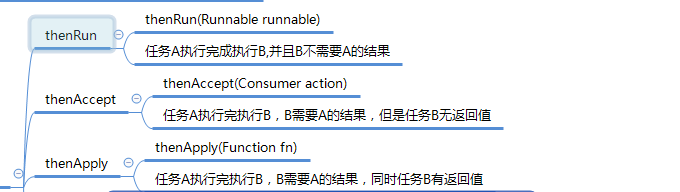 thenRun
thenRun(Runnable runnable)
任务A执行完成执行B,并且B不需要A的结果
thenAccept
thenAccept(Consumer action)
任务A执行完执行B，B需要A的结果，但是任务B无返回值
thenApply
thenApply(Function fn)
任务A执行完执行B，B需要A的结果，同时任务B有返回值